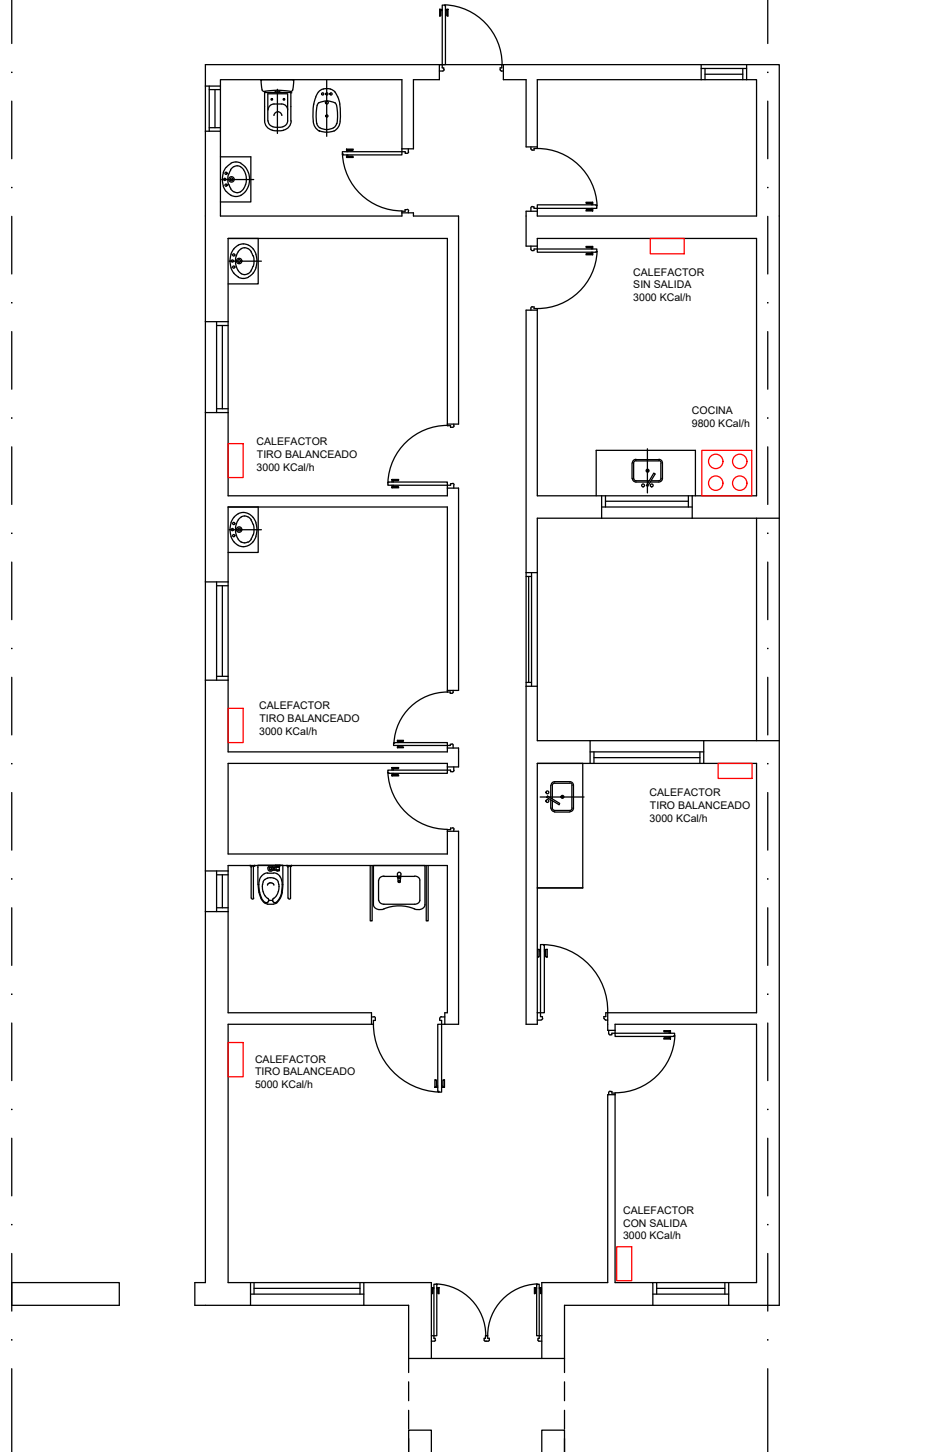 CALEFACTOR
SIN SALIDA
3000 KCal/h
COCINA
9800 KCal/h
CALEFACTOR
TIRO BALANCEADO
3000 KCal/h
CALEFACTOR
TIRO BALANCEADO
3000 KCal/h
CALEFACTOR
TIRO BALANCEADO
3000 KCal/h
CALEFACTOR
TIRO BALANCEADO
5000 KCal/h
CALEFACTOR
CON SALIDA
3000 KCal/h